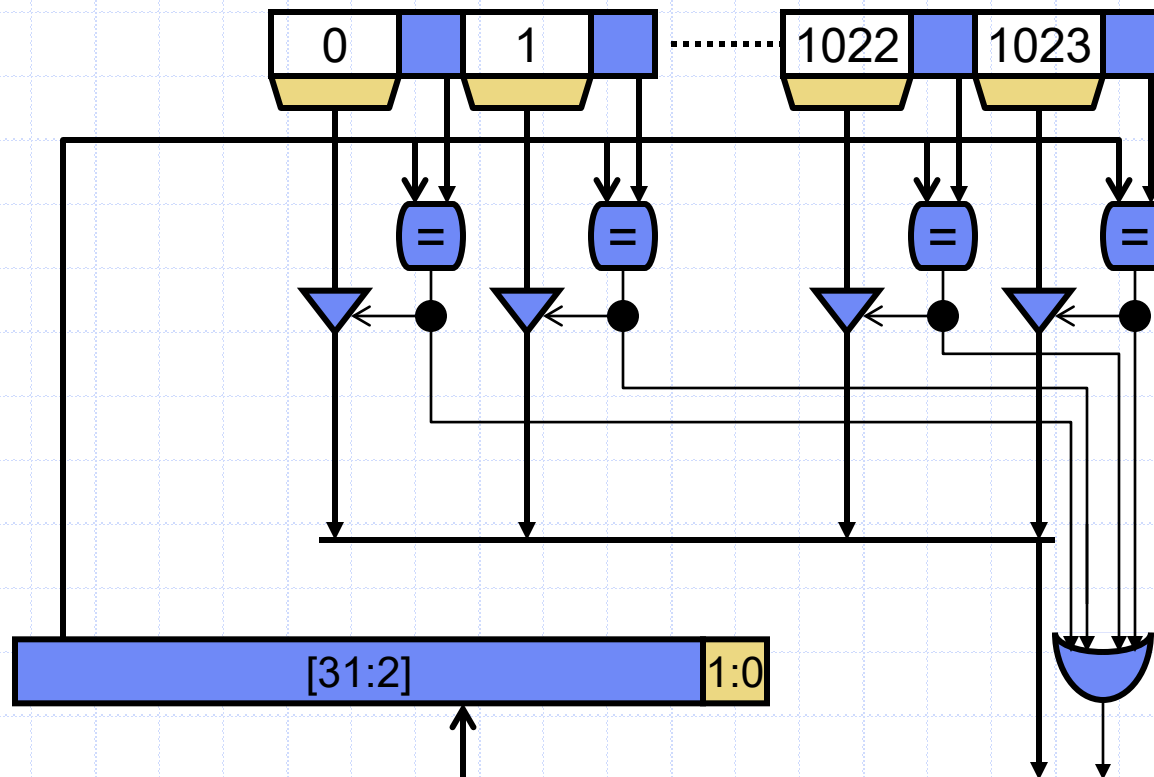 0 1 1022 1023
= = = =
[31:2] 1:0